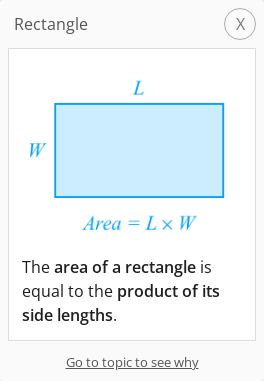 Rectangle X
L
W
Area = L × W
The area of a rectangle is
equal to the product of its
side lengths.
Go to topic to see why